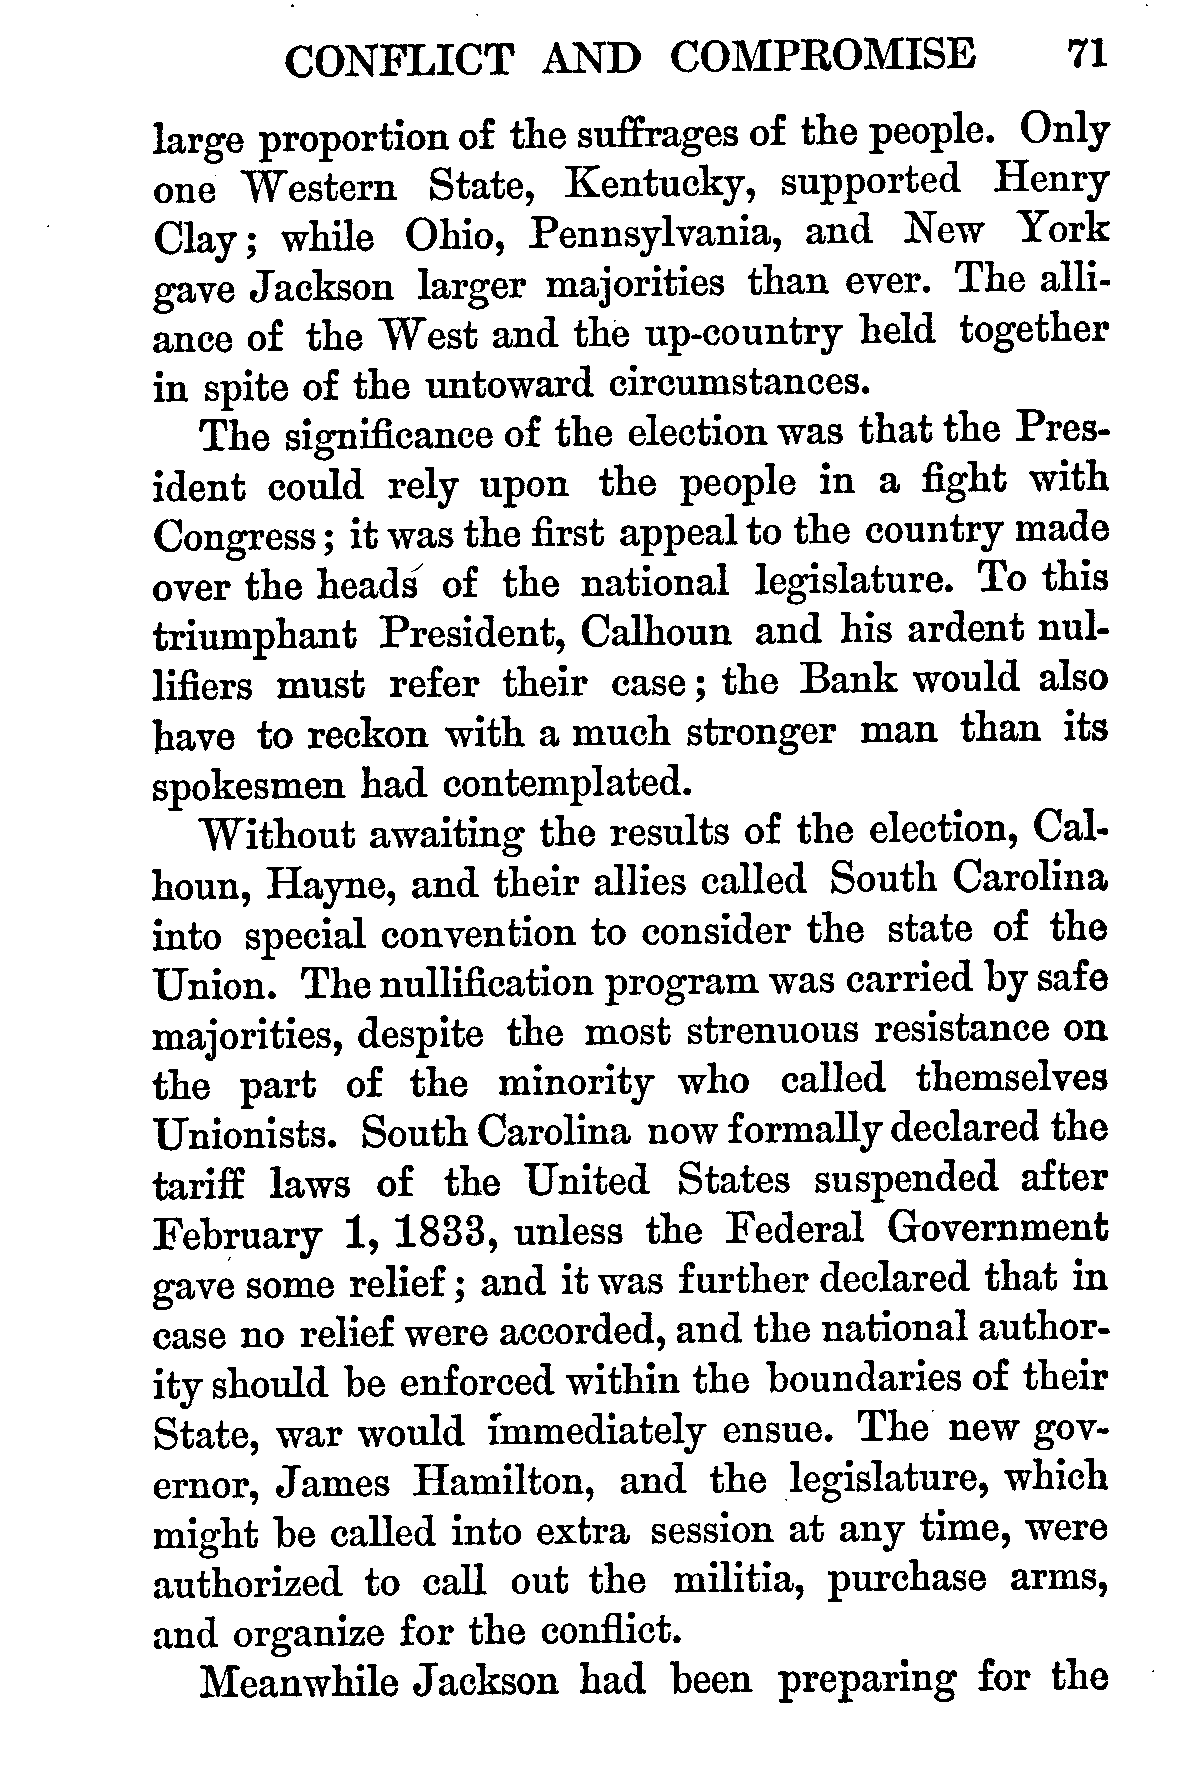 CONFLICT AND COMPROMISE 71
large proportion of the suffrages of the people. Only
one Western State, Kentucky, supported Henry
Clay; while Ohio, Pennsylvania, and New York
gave Jackson larger majorities than ever. The alli-
ance of the West and the up-country held together
in spite of the untoward circumstances.
The significance of the election was that the Pres-
ident could rely upon the people in a fight with
Congress; it was the first appeal to the country made
over the heads of the national legislature. To this
triumphant President, Calhoun and his ardent nul-
lifiers must refer their case; the Bank would also
have to reckon with a much stronger man than its
spokesmen had contemplated.
Without awaiting the results of the election, Cal-
houn, Hayne, and their allies called South Carolina
into special convention to consider the state of the
Union. The nullification program was carried by safe
majorities, despite the most strenuous resistance on
the part of the minority who called themselves
Unionists. South Carolina now formally declared the
tariff laws of the United States suspended after
February 1, 1833, unless the Federal Government
gave some relief; and it was further declared that in
case no relief were accorded, and the national author-
ity should be enforced within the boundaries of their
State, war would immediately ensue. The new gov-
ernor, James Hamilton, and the legislature, which
might be called into extra session at any time, were
authorized to call out the militia, purchase arms,
and organize for the conflict.
Meanwhile Jackson had been preparing for the